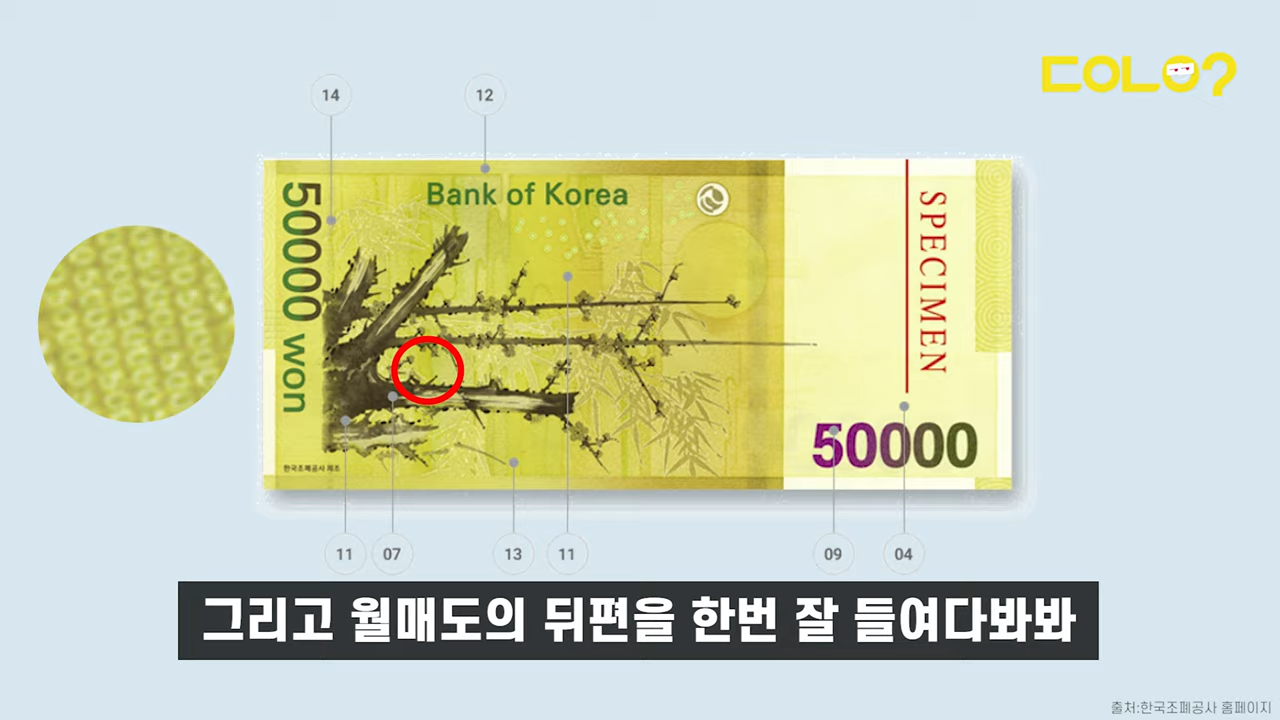 COLO?
14
12
Bank of Korea
50000 won
SPECIMEN
50000
한국조폐공사 제조
11
07
13
11
09
04
그리고 월매도의 뒤편을 한번 잘 들여다봐봐
출처:한국조폐공사 홈페이지